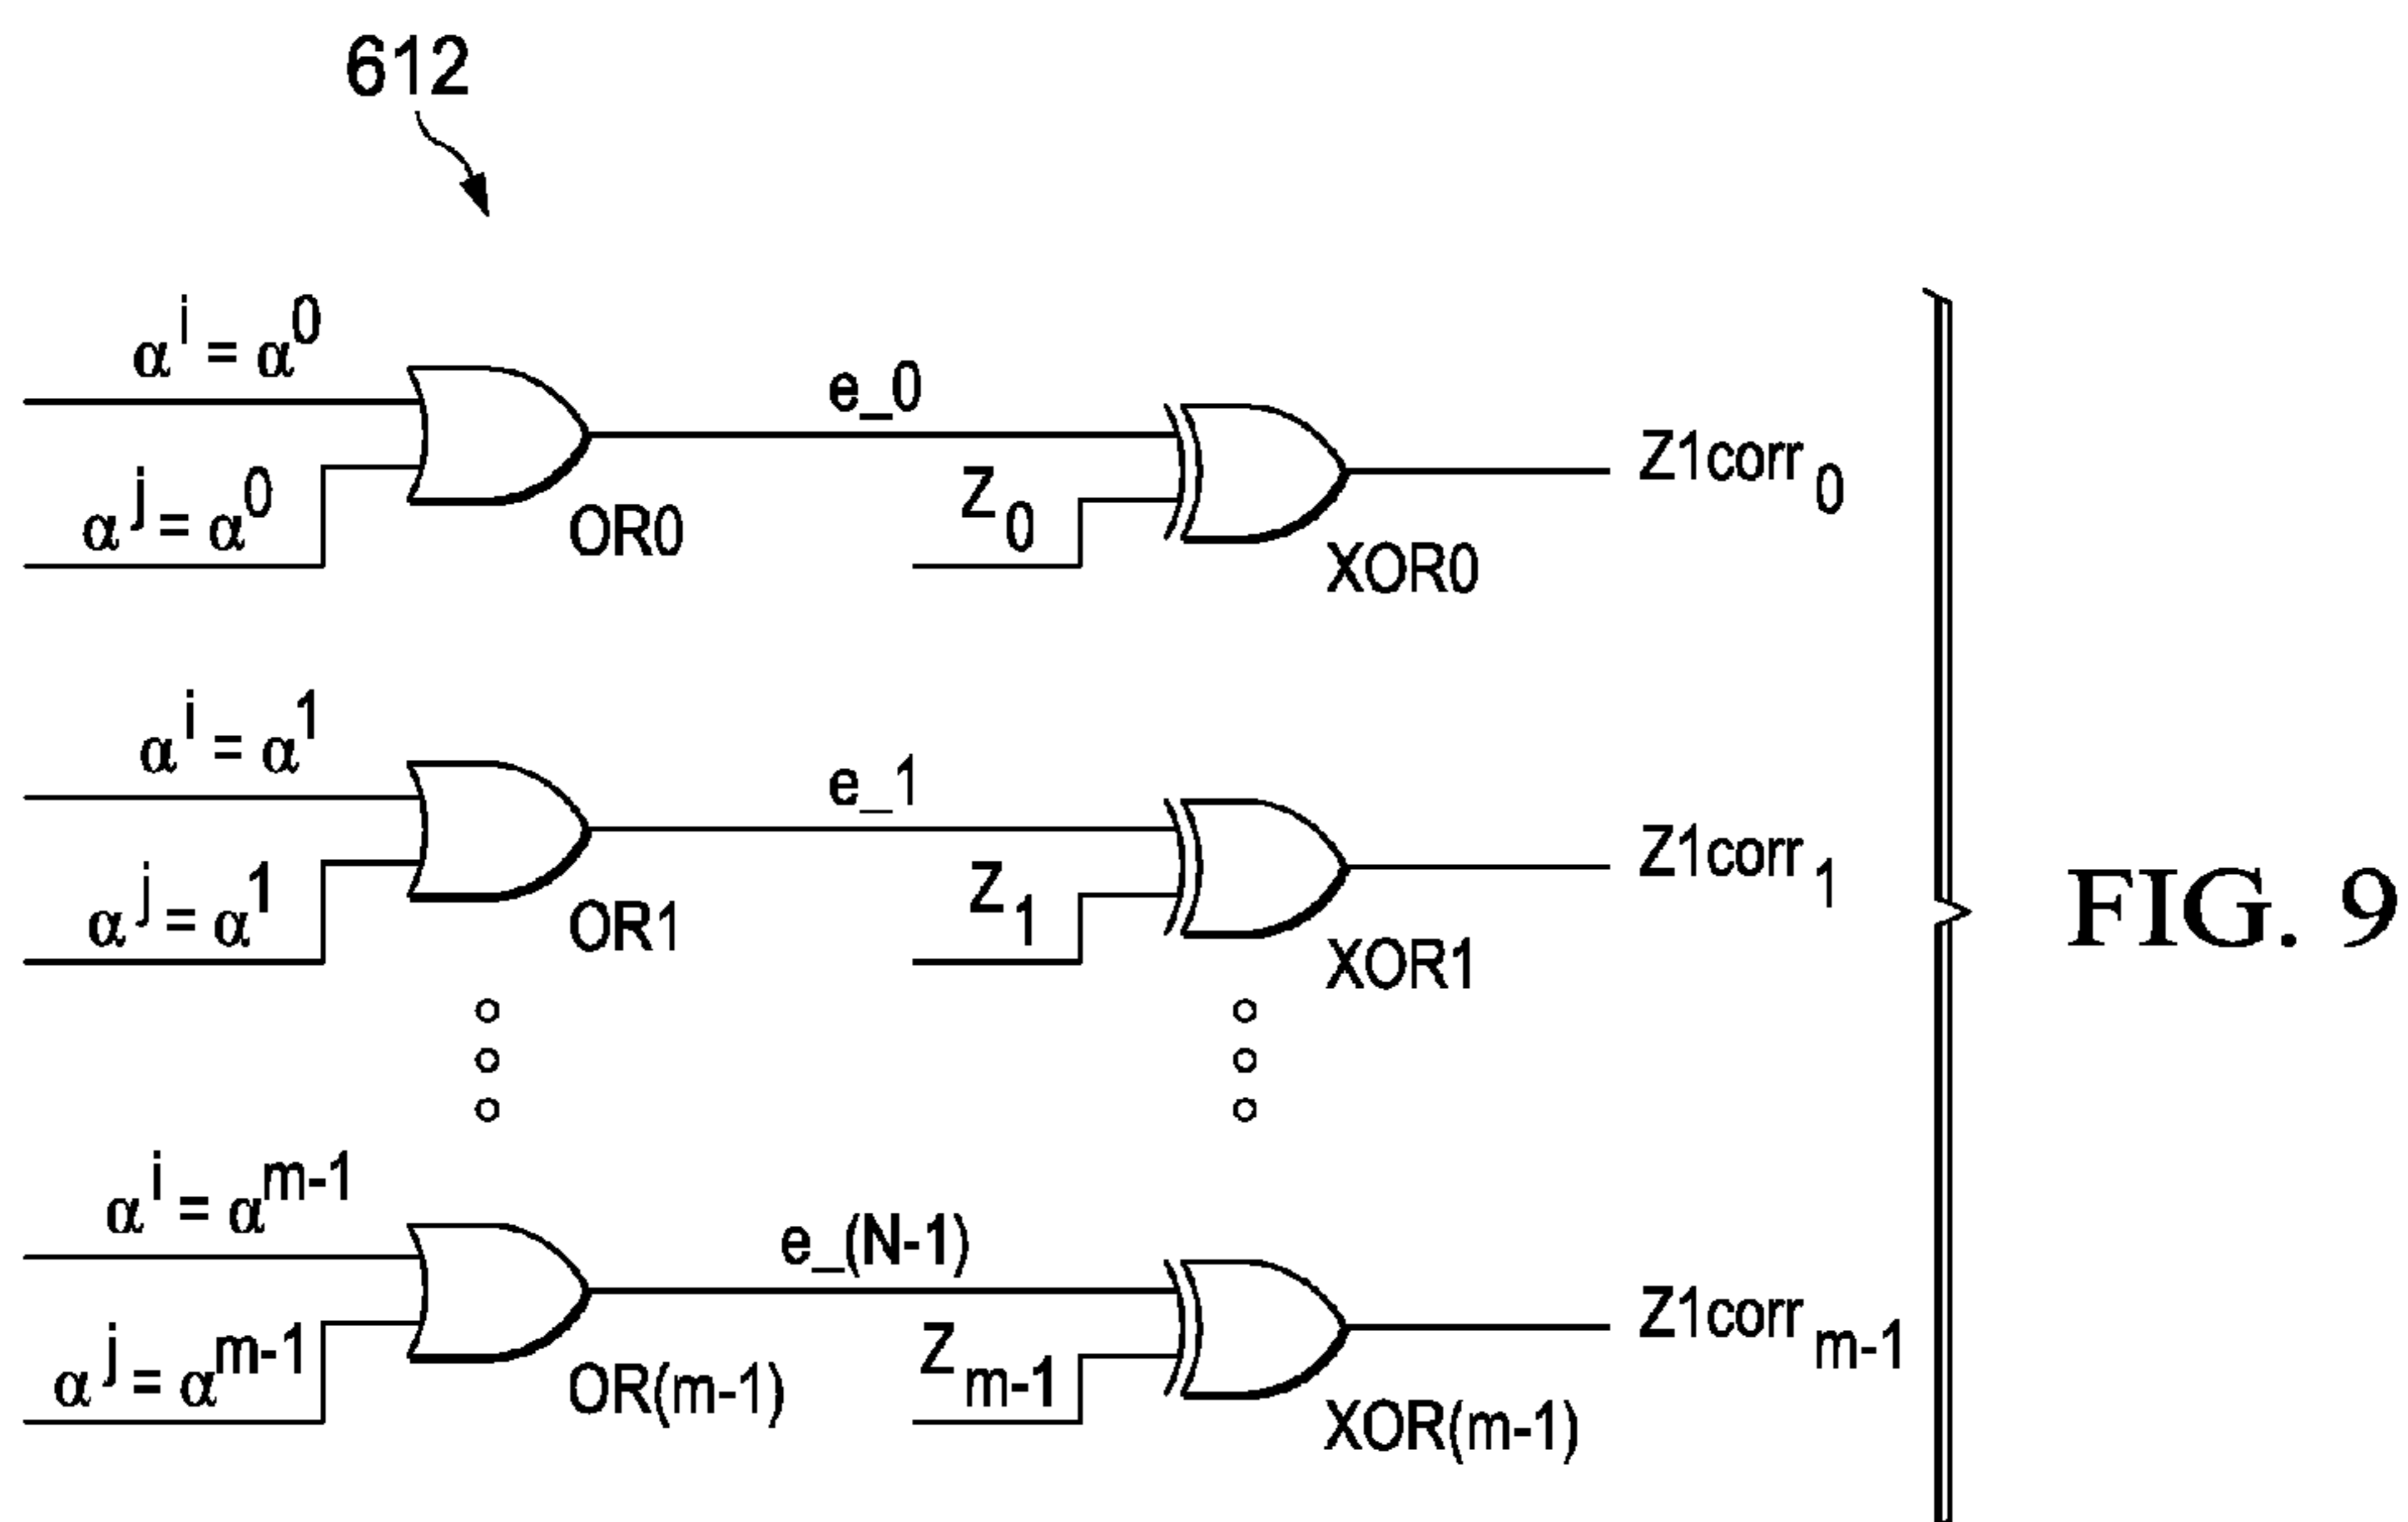 612
α^i = α^0
α^j = α^0
OR0
e_0
Z_0
XOR0
Z1corr_0
α^i = α^1
α^j = α^1
OR1
e_1
Z_1
XOR1
Z1corr_1
α^i = α^m-1
α^j = α^m-1
OR(m-1)
e_(N-1)
Z_m-1
XOR(m-1)
Z1corr_m-1
FIG. 9